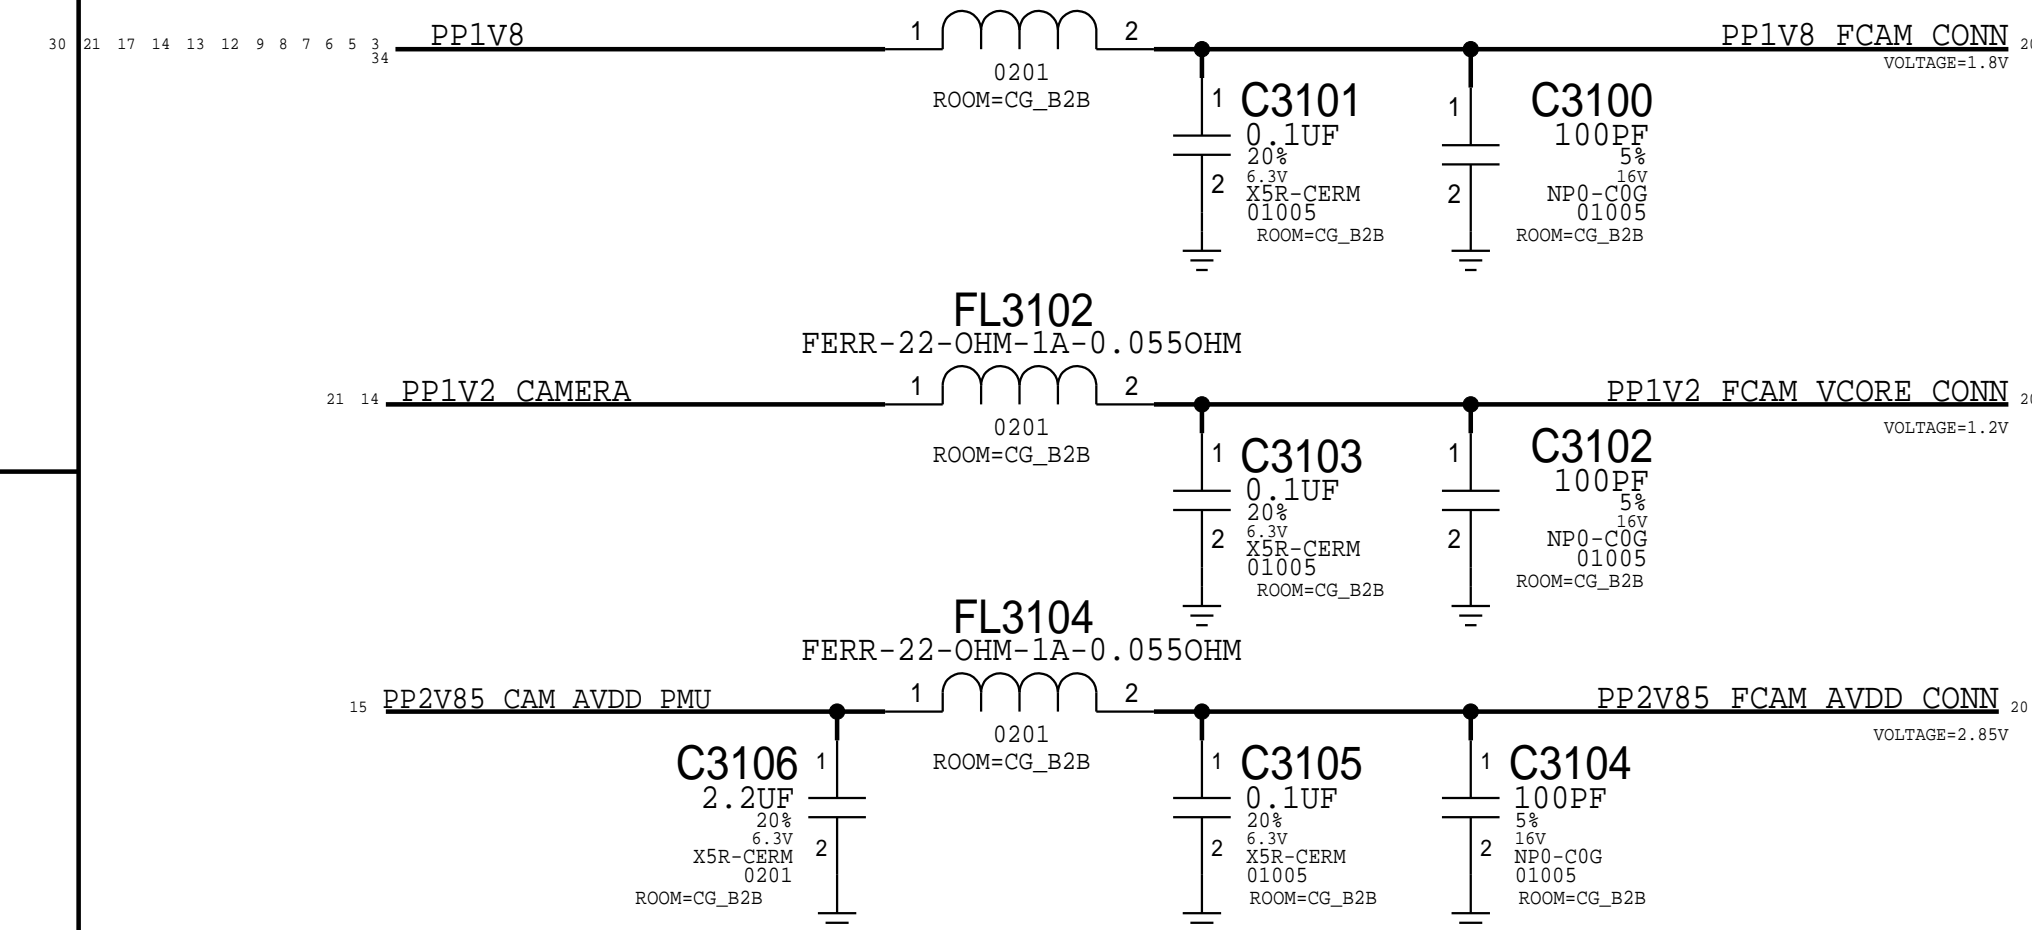 30 21 17 14 13 12 9 8 7 6 5 3
34
PP1V8
1
2
0201
ROOM=CG_B2B
PP1V8 FCAM CONN
VOLTAGE=1.8V
1
C3101
0.1UF
20%
6.3V
2
X5R-CERM
01005
ROOM=CG_B2B
1
C3100
100PF
5%
16V
2
NP0-C0G
01005
ROOM=CG_B2B
FL3102
FERR-22-OHM-1A-0.055OHM
21 14
PP1V2 CAMERA
1
2
0201
ROOM=CG_B2B
PP1V2 FCAM VCORE CONN
VOLTAGE=1.2V
1
C3103
0.1UF
20%
6.3V
2
X5R-CERM
01005
ROOM=CG_B2B
1
C3102
100PF
5%
16V
2
NP0-C0G
01005
ROOM=CG_B2B
FL3104
FERR-22-OHM-1A-0.055OHM
15
PP2V85 CAM AVDD PMU
1
2
0201
ROOM=CG_B2B
PP2V85 FCAM AVDD CONN
20
VOLTAGE=2.85V
C3106
1
2.2UF
20%
6.3V
X5R-CERM
2
0201
ROOM=CG_B2B
1
C3105
0.1UF
20%
6.3V
2
X5R-CERM
01005
ROOM=CG_B2B
1
C3104
100PF
5%
16V
2
NP0-C0G
01005
ROOM=CG_B2B